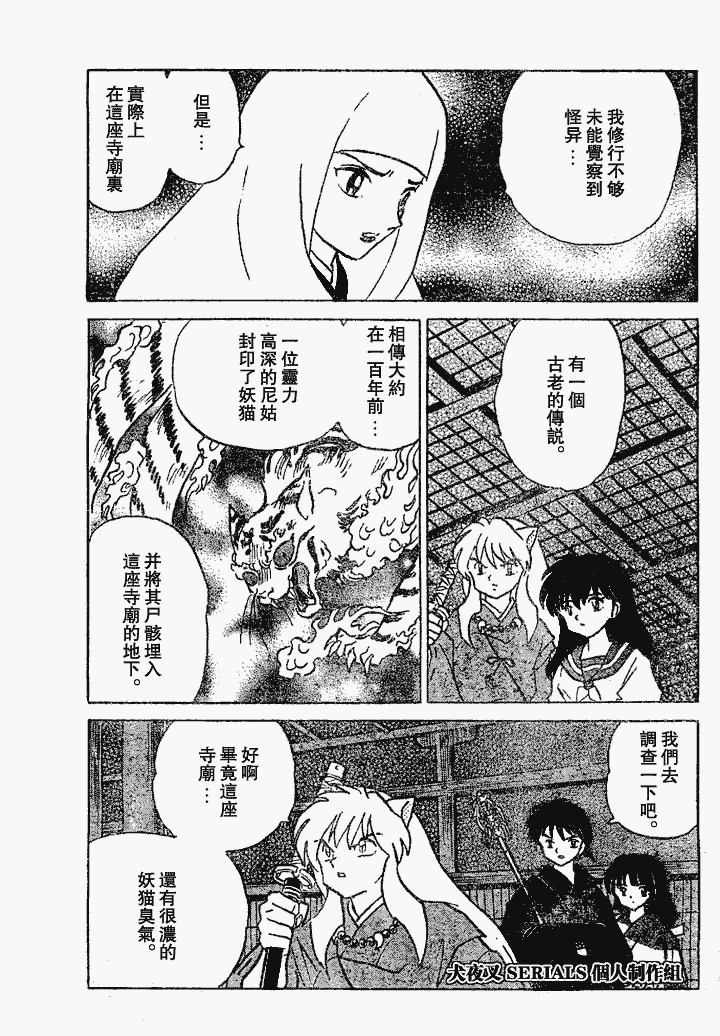 我修行不够
未能覺察到
怪异…
但是…
實際上
在這座寺廟裏
有一個
古老的傳説。
相傳大約
在一百年前…
一位靈力
高深的尼姑
封印了妖猫
并將其尸骸埋入
這座寺廟的地下。
我們去
調查一下吧。
好啊
畢竟這座
寺廟…
還有很濃的
妖猫臭氣。
犬夜叉 SERIALS 個人制作組